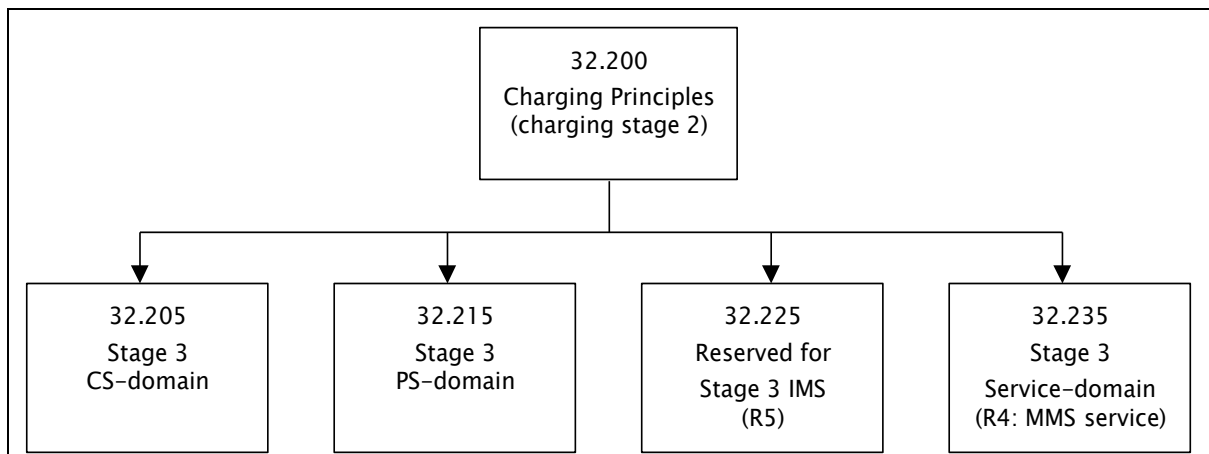 32.200
Charging Principles
(charging stage 2)
32.205
Stage 3
CS-domain
32.215
Stage 3
PS-domain
32.225
Reserved for
Stage 3 IMS
(R5)
32.235
Stage 3
Service-domain
(R4: MMS service)